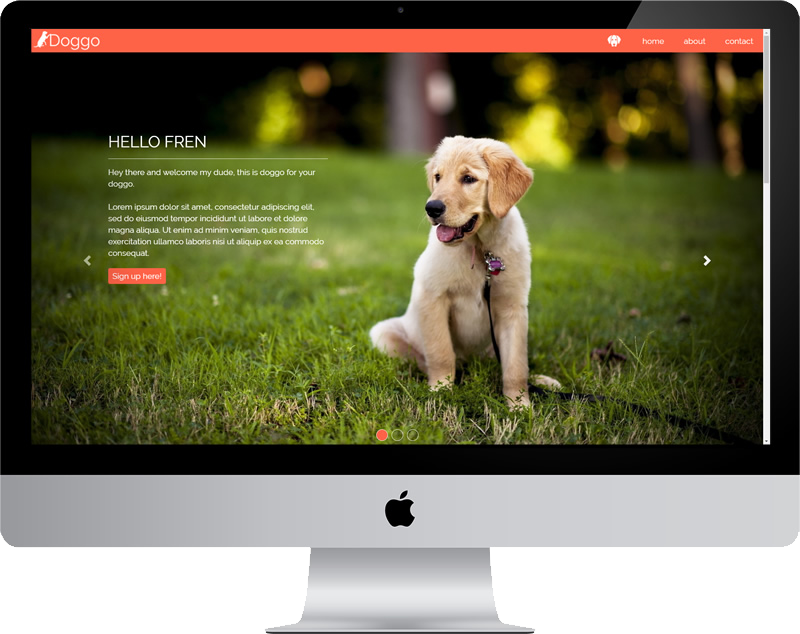 Doggo
home about contact
HELLO FREN
Hey there and welcome my dude, this is doggo for your
doggo.
Lorem ipsum dolor sit amet, consectetur adipiscing elit,
sed do eiusmod tempor incididunt ut labore et dolore
magna aliqua. Ut enim ad minim veniam, quis nostrud
exercitation ullamco laboris nisi ut aliquip ex ea commodo
consequat.
Sign up here!